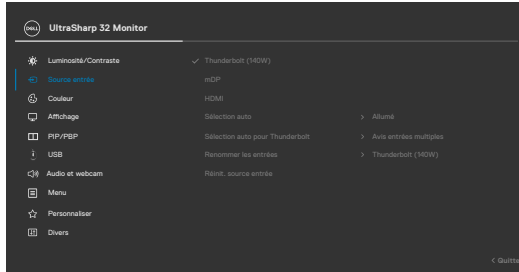 DELL UltraSharp 32 Monitor
Luminosité/Contraste
Source entrée
Couleur
Affichage
PIP/PBP
USB
Audio et webcam
Menu
Personnaliser
Divers
Thunderbolt (140W)
mDP
HDMI
Sélection auto > Allumé
Sélection auto pour Thunderbolt > Avis entrées multiples
Renommer les entrées > Thunderbolt (140W)
Réinit. source entrée
< Quitte